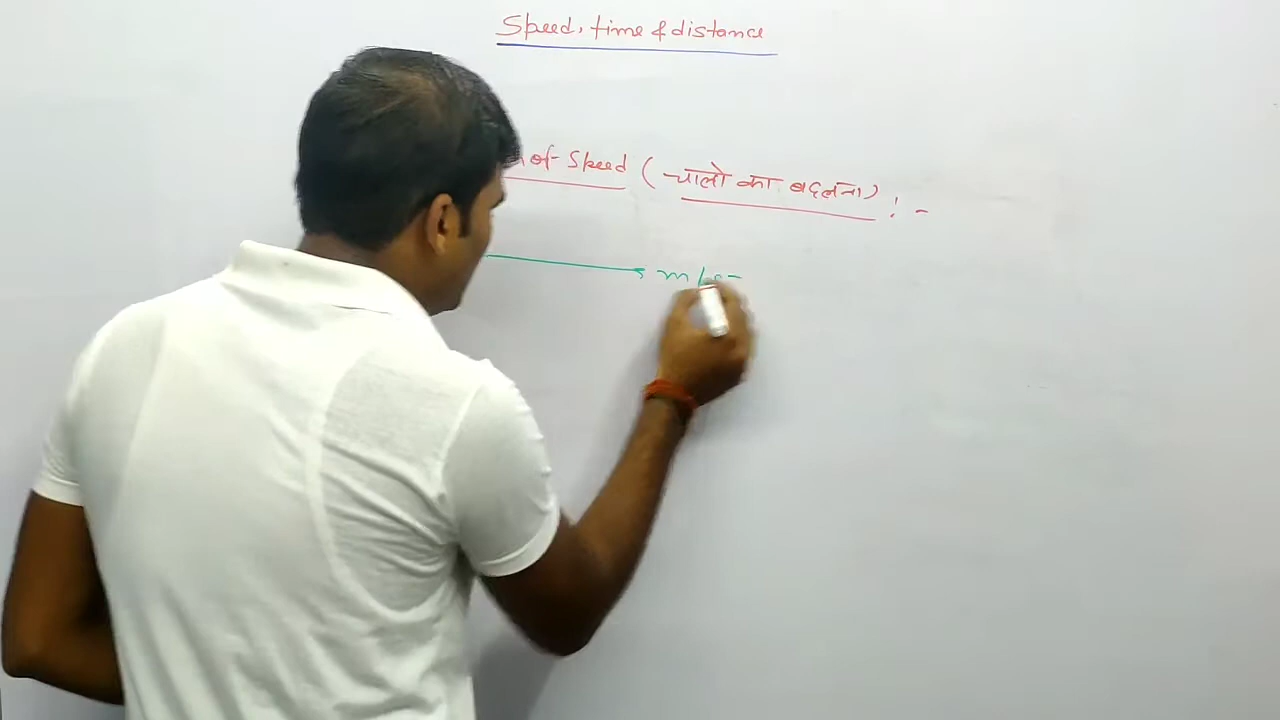 Speed, time & distance
of Speed (चालो का बदलना) : -
m/s